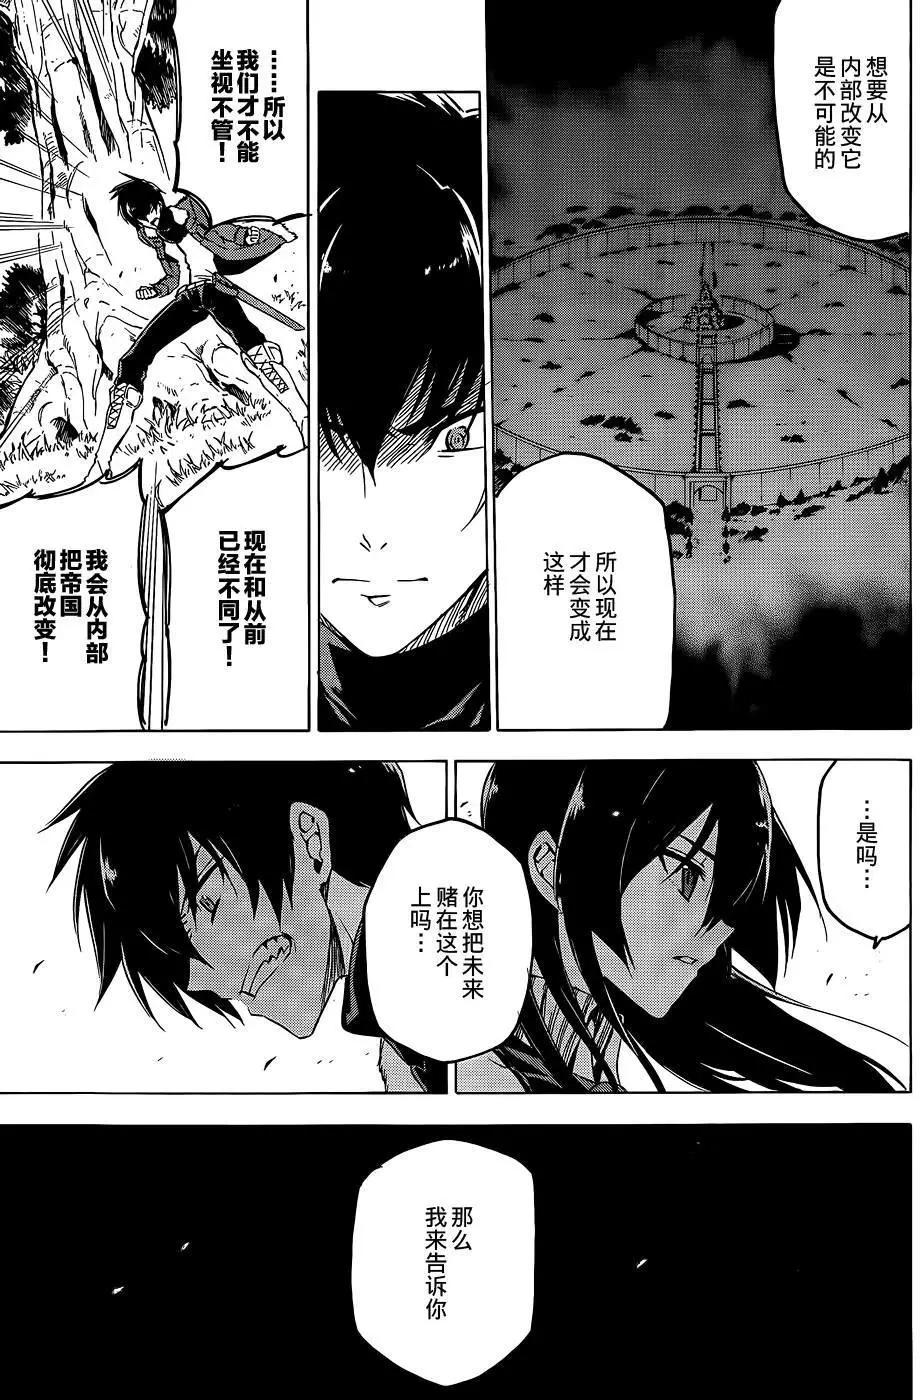 想要从
内部改变它
是不可能的
所以现在
才会变成
这样
……所以
我们才不能
坐视不管！
现在和从前
已经不同了！
我会从内部
把帝国
彻底改变！
…是吗…
你想把未来
赌在这个
上吗…
那么
我来告诉你